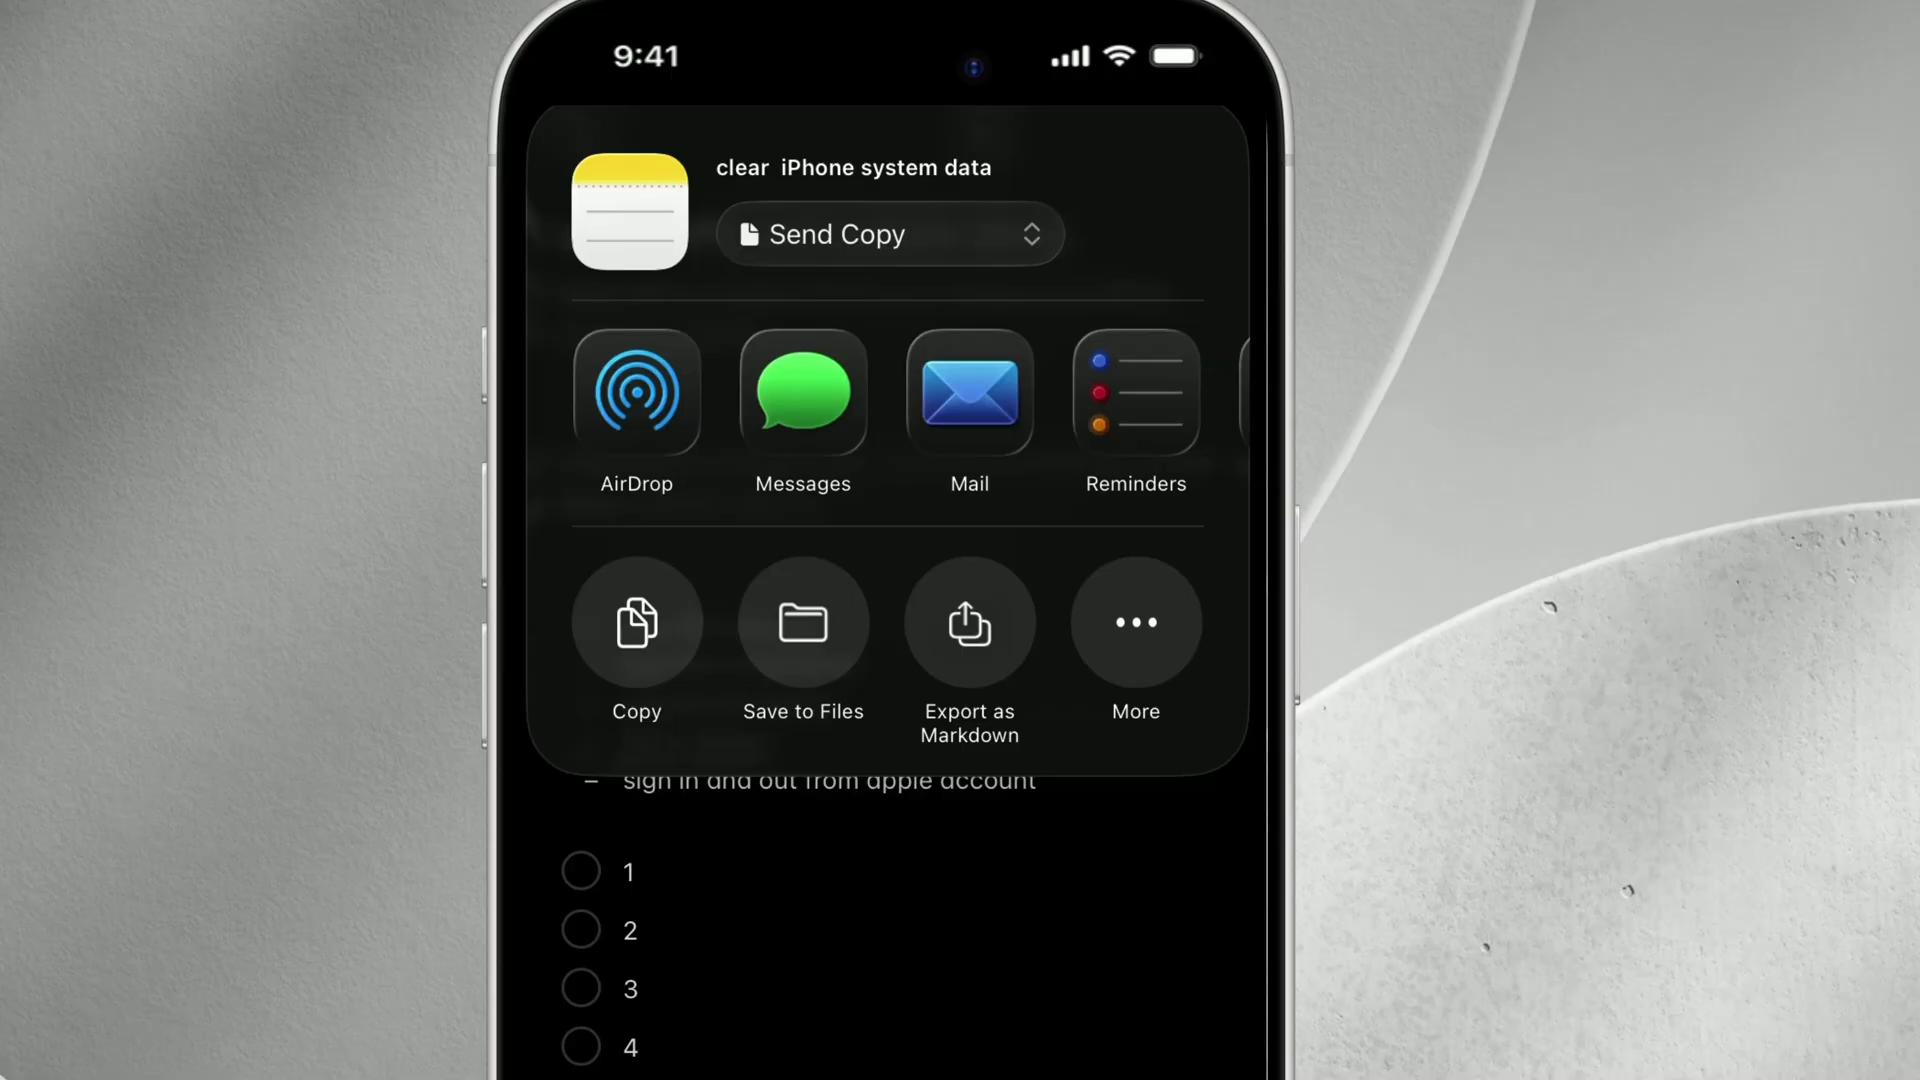 9:41
clear  iPhone system data
Send Copy
AirDrop
Messages
Mail
Reminders
Copy
Save to Files
Export as
Markdown
More
– sign in and out from apple account
1
2
3
4